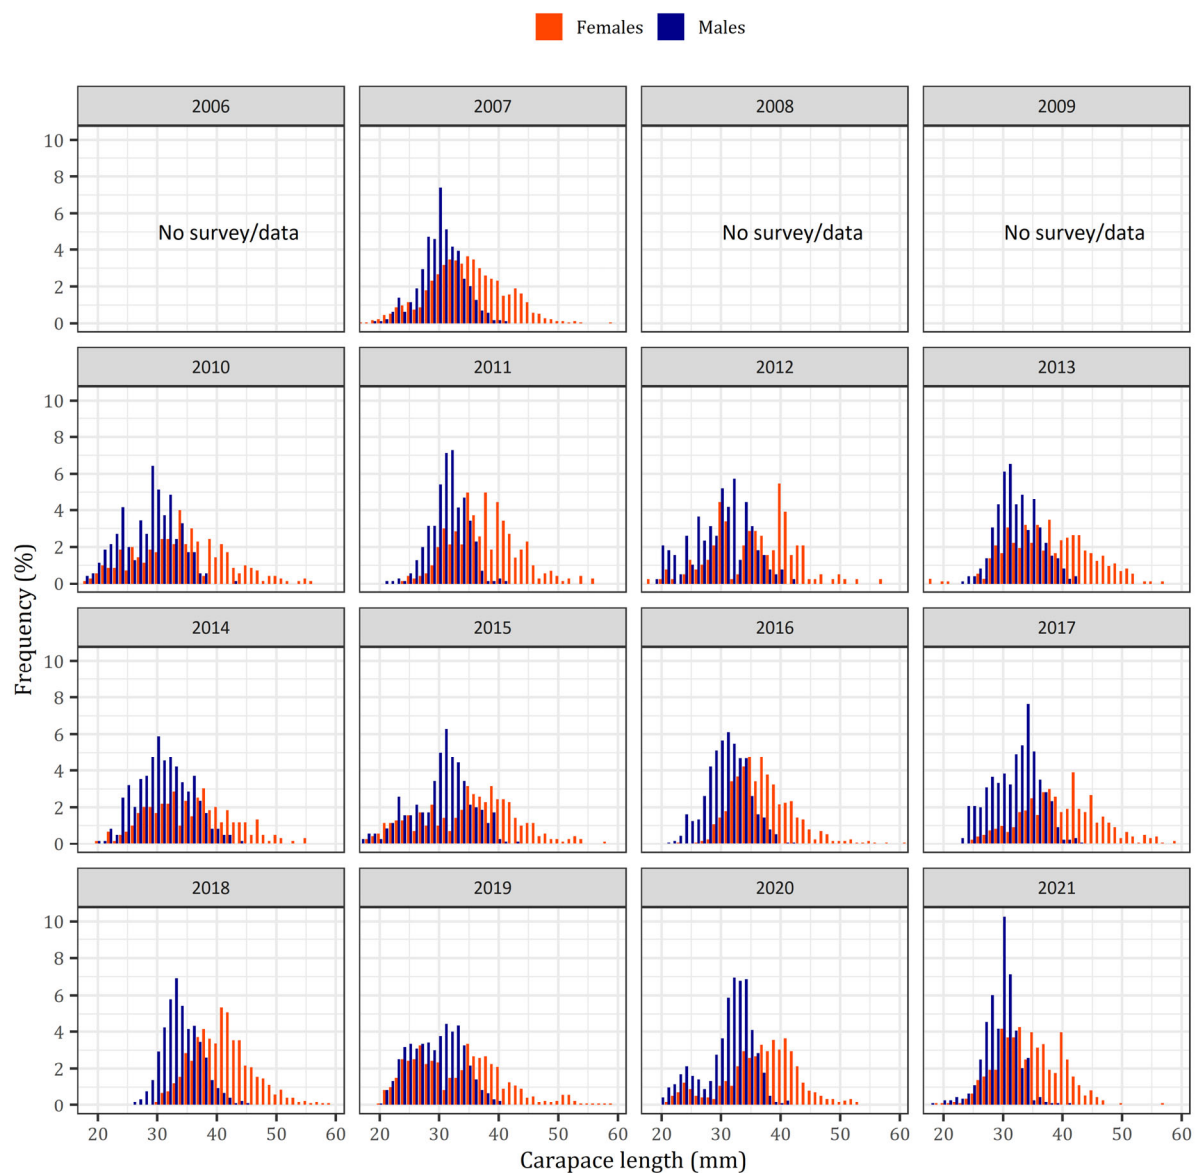 Females Males
2006 2007 2008 2009
10
8
6
4
2
0
No survey/data No survey/data No survey/data
2010 2011 2012 2013
10
8
6
4
2
0
Frequency (%)
2014 2015 2016 2017
10
8
6
4
2
0
2018 2019 2020 2021
10
8
6
4
2
0
20 30 40 50 60 20 30 40 50 60 20 30 40 50 60 20 30 40 50 60
Carapace length (mm)